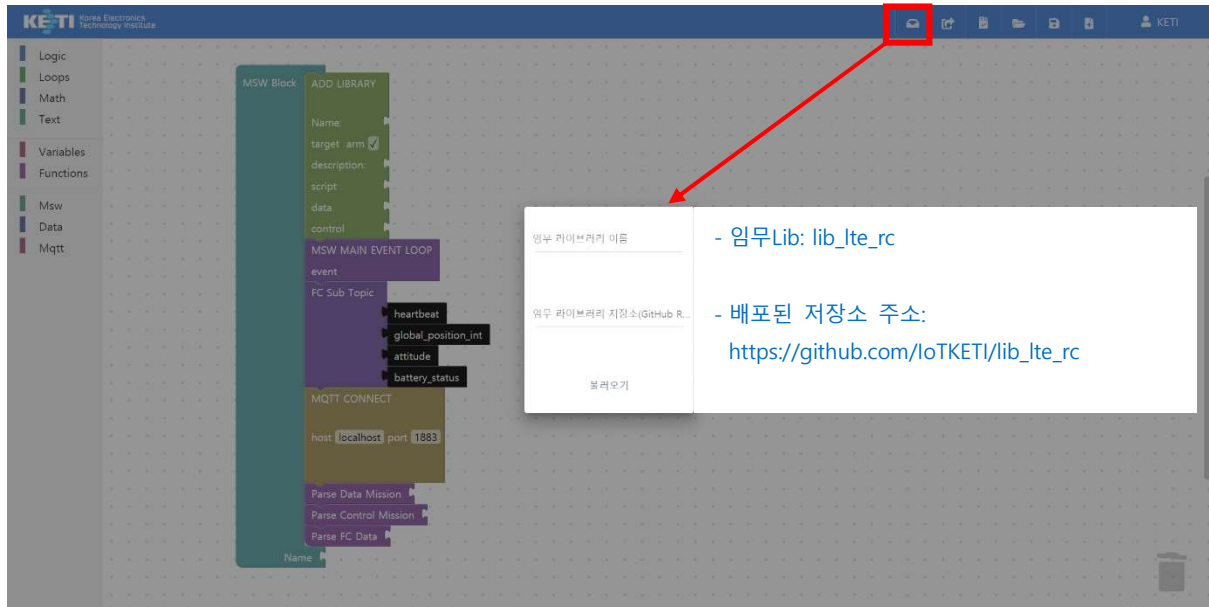 KETI Korea Electronics
Technology Institute
KETI
Logic
Loops
Math
Text
Variables
Functions
Msw
Data
Mqtt
MSW Block
ADD LIBRARY
Name:
target arm
description:
script
data
control
MSW MAIN EVENT LOOP
event
FC Sub Topic
heartbeat
global_position_int
attitude
battery_status
MQTT CONNECT
host localhost port 1883
Parse Data Mission
Parse Control Mission
Parse FC Data
Name
임무 라이브러리 이름
임무 라이브러리 저장소(GitHub R...
불러오기
- 임무Lib: lib_lte_rc
- 배포된 저장소 주소:
https://github.com/IoTKETI/lib_lte_rc